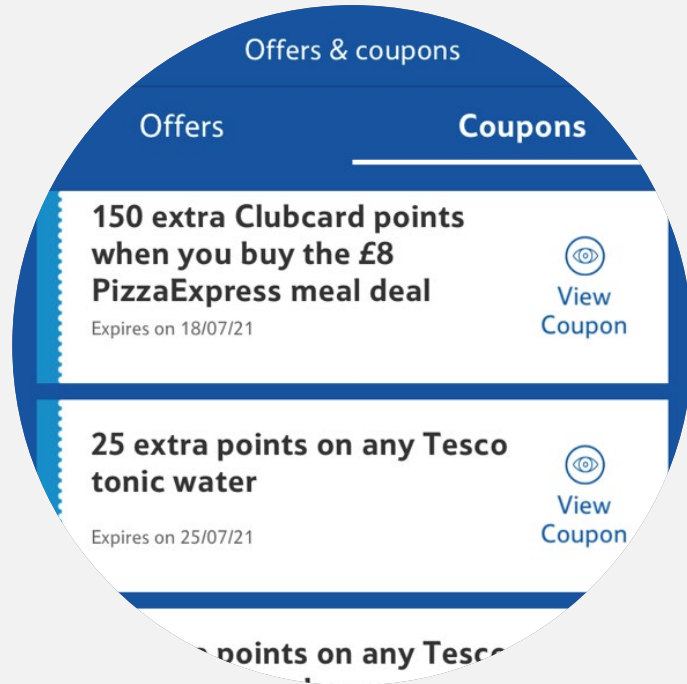 Offers & coupons
Offers
Coupons
150 extra Clubcard points
when you buy the £8
PizzaExpress meal deal
Expires on 18/07/21
View
Coupon
25 extra points on any Tesco
tonic water
Expires on 25/07/21
View
Coupon
points on any Tesco